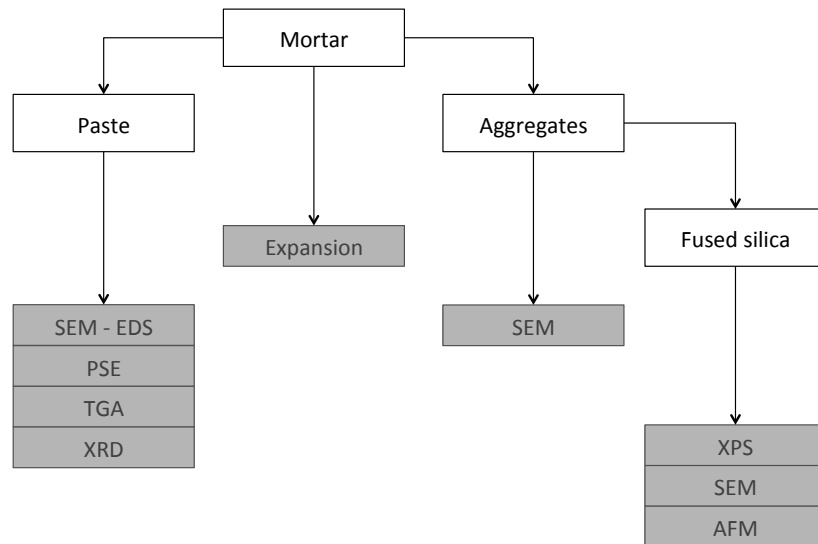 Mortar
Paste
Aggregates
Expansion
Fused silica
SEM - EDS
PSE
TGA
XRD
SEM
XPS
SEM
AFM